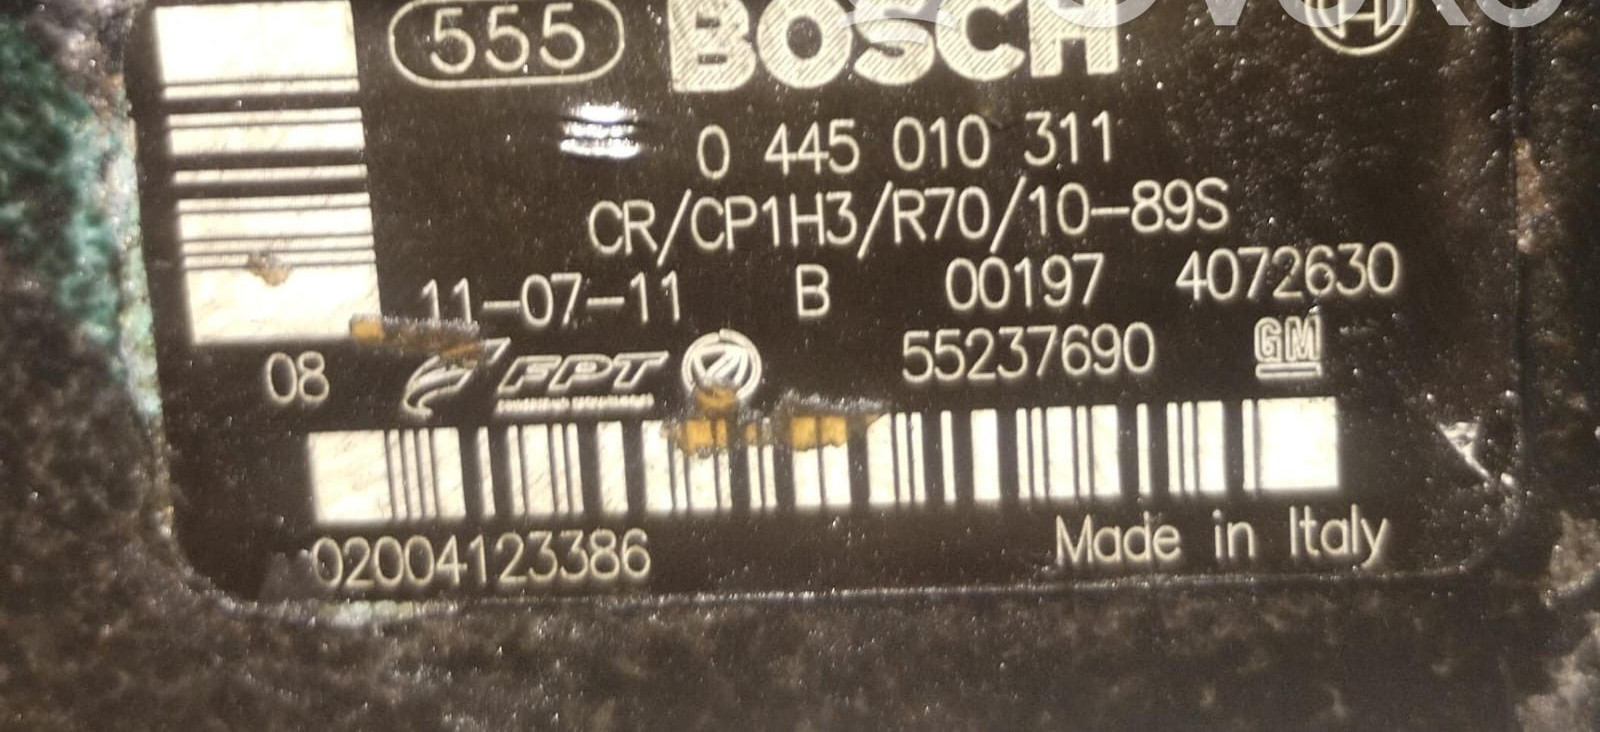 555 BOSCH
0 445 010 311
CR/CP1H3/R70/10-89S
11-07-11 B 00197 4072630
08 FPT 55237690 GM
02004123386 Made in Italy